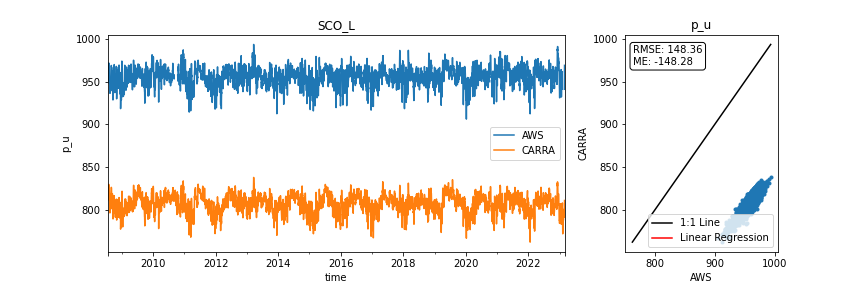 SCO_L
p_u
1000
950
900
850
800
p_u
AWS
CARRA
2010
2012
2014
2016
2018
2020
2022
time
p_u
1000
950
900
850
800
CARRA
RMSE: 148.36
ME: -148.28
1:1 Line
Linear Regression
800
900
1000
AWS